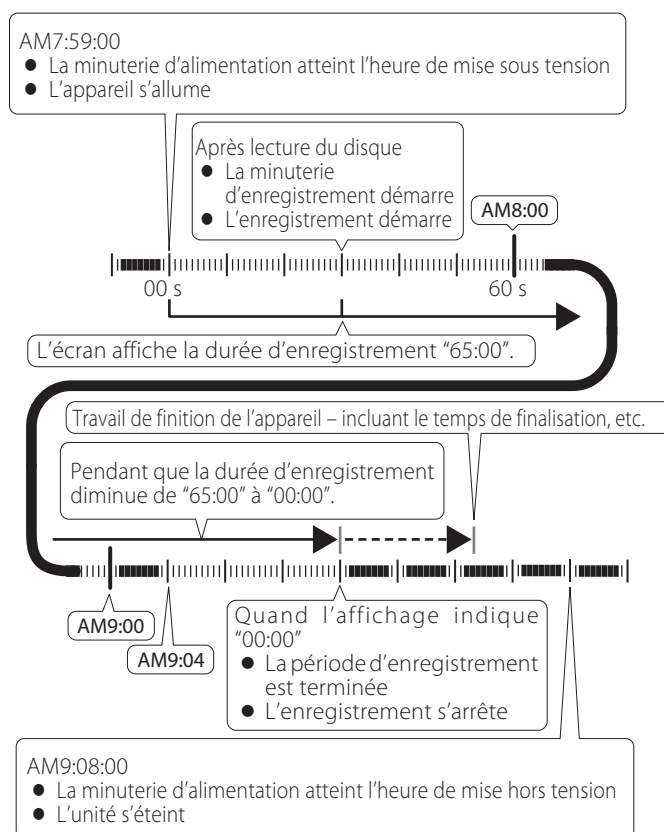 AM7:59:00
● La minuterie d’alimentation atteint l’heure de mise sous tension
● L’appareil s’allume
Après lecture du disque
● La minuterie
d’enregistrement démarre
● L’enregistrement démarre
AM8:00
00 s
60 s
L’écran affiche la durée d’enregistrement “65:00”.
Travail de finition de l’appareil – incluant le temps de finalisation, etc.
Pendant que la durée d’enregistrement
diminue de “65:00” à “00:00”.
AM9:00
AM9:04
Quand l’affichage indique
“00:00”
● La période d’enregistrement
est terminée
● L’enregistrement s’arrête
AM9:08:00
● La minuterie d’alimentation atteint l’heure de mise hors tension
● L’unité s’éteint